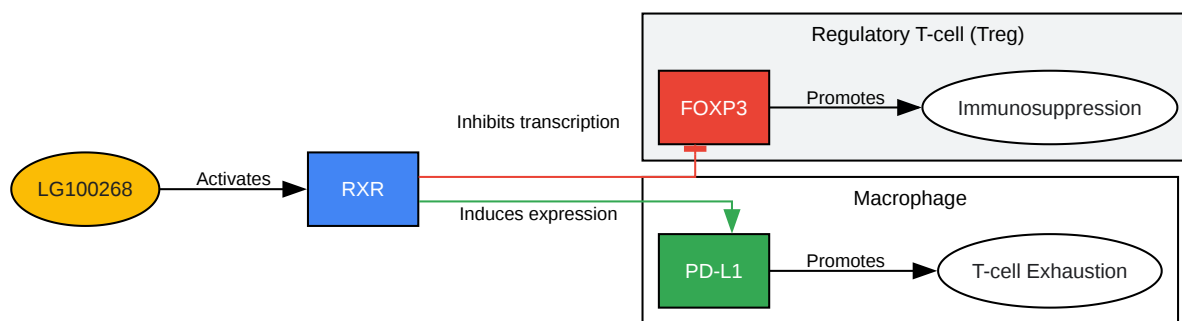 Regulatory T-cell (Treg)
FOXP3
Promotes
Immunosuppression
Inhibits transcription
LG100268
Activates
RXR
Induces expression
Macrophage
PD-L1
Promotes
T-cell Exhaustion